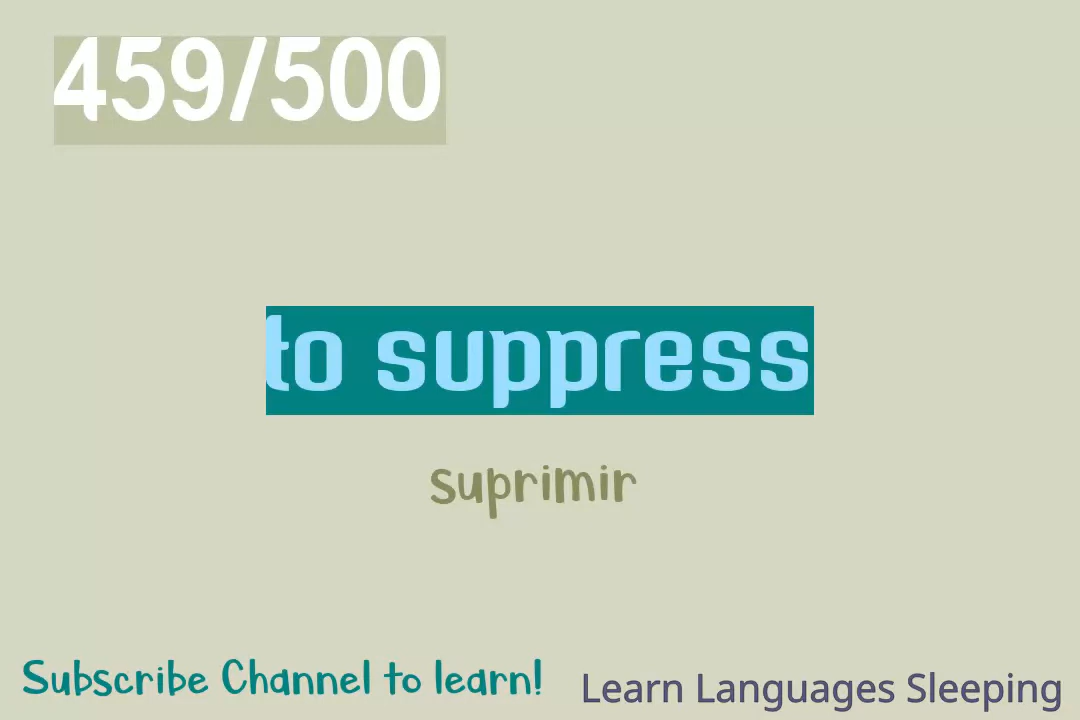 459/500
to suppress
suprimir
Subscribe Channel to learn!
Learn Languages Sleeping